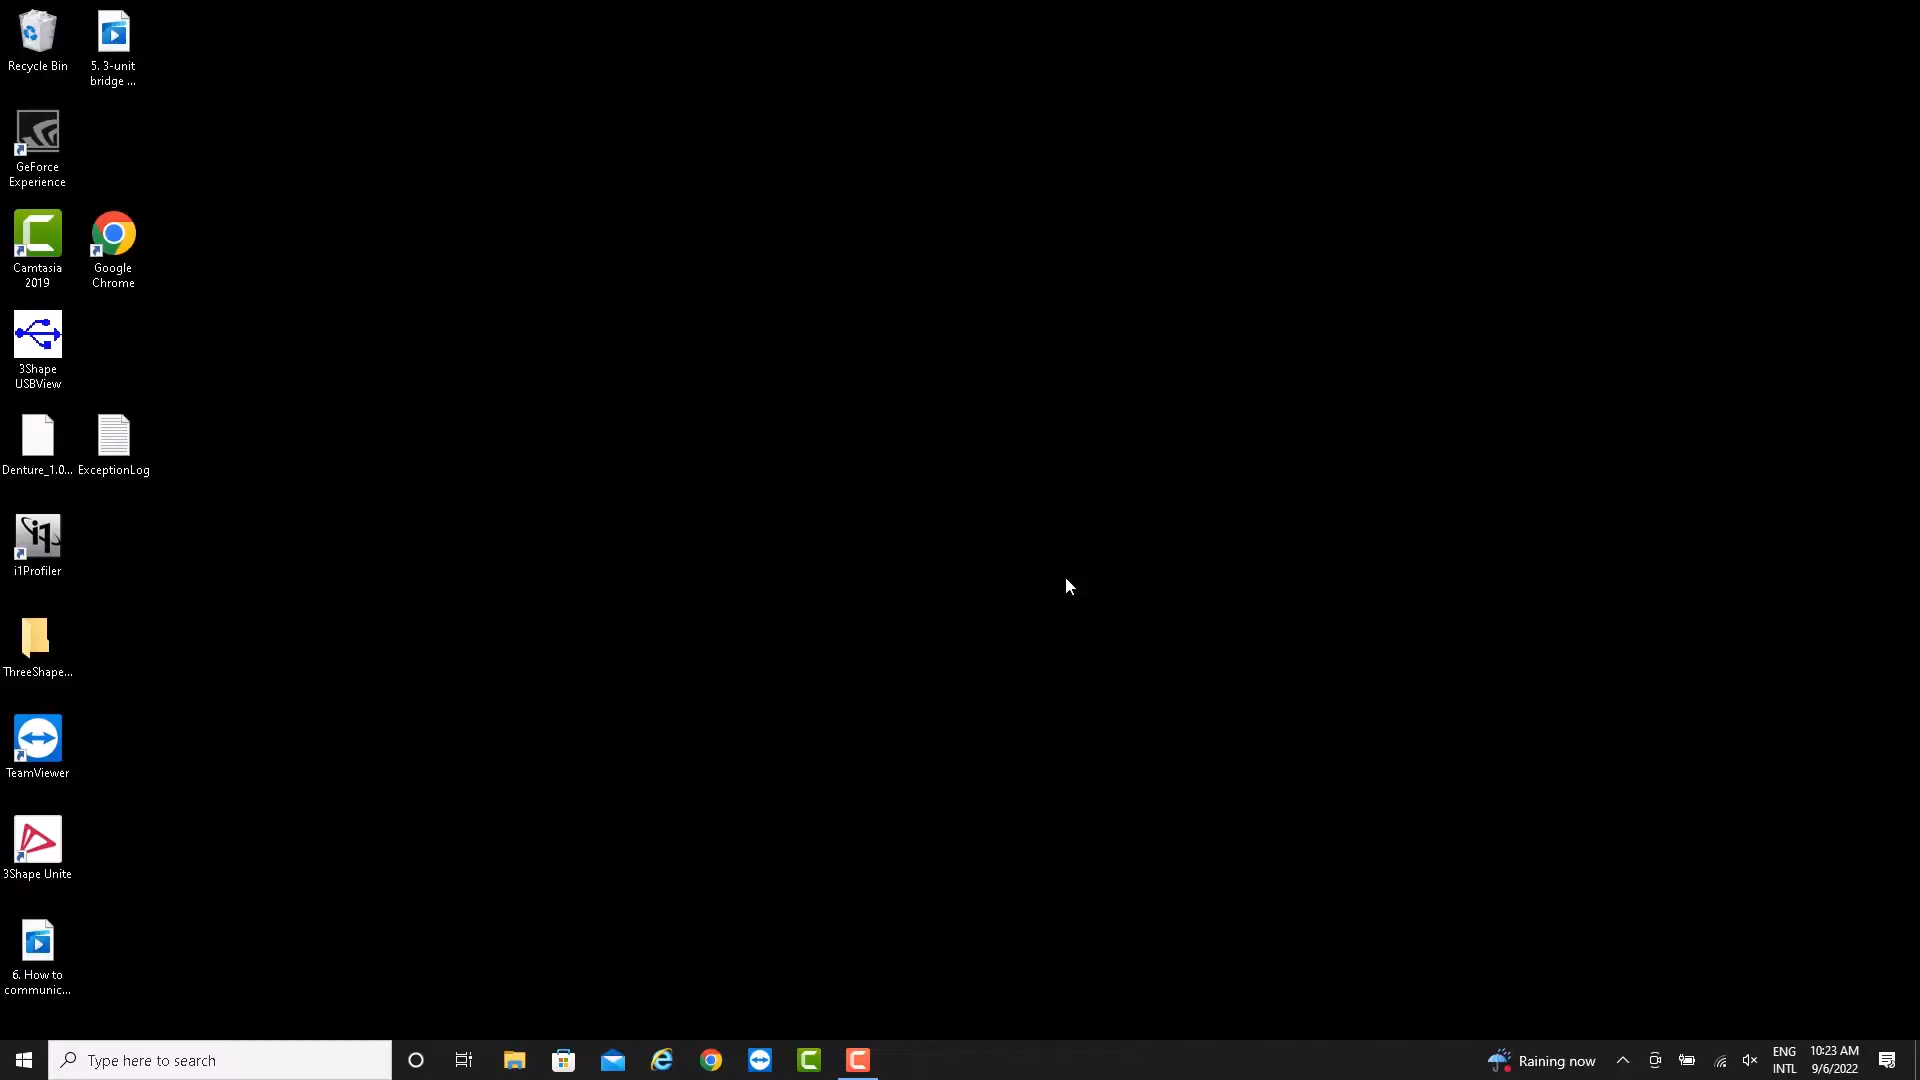 Recycle Bin
5. 3-unit
bridge ...
GeForce
Experience
Camtasia
2019
Google
Chrome
3Shape
USBView
Denture_1.0...
ExceptionLog
i1Profiler
ThreeShape...
TeamViewer
3Shape Unite
6. How to
communic...
Type here to search
Raining now
ENG
INTL
10:23 AM
9/6/2022